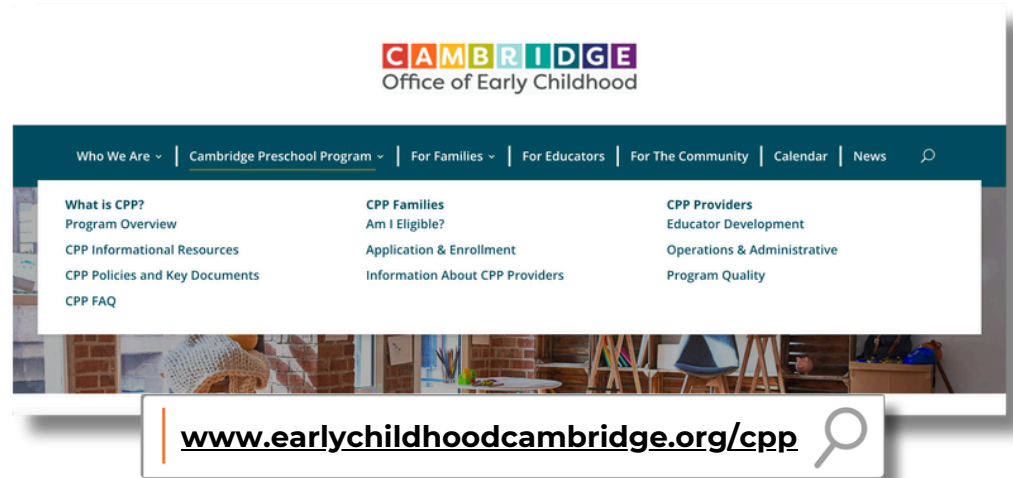 CAMBRIDGE
Office of Early Childhood
Who We Are Cambridge Preschool Program For Families For Educators For The Community Calendar News
What is CPP? CPP Families CPP Providers
Program Overview Am I Eligible? Educator Development
CPP Informational Resources Application & Enrollment Operations & Administrative
CPP Policies and Key Documents Information About CPP Providers Program Quality
CPP FAQ
www.earlychildhoodcambridge.org/cpp